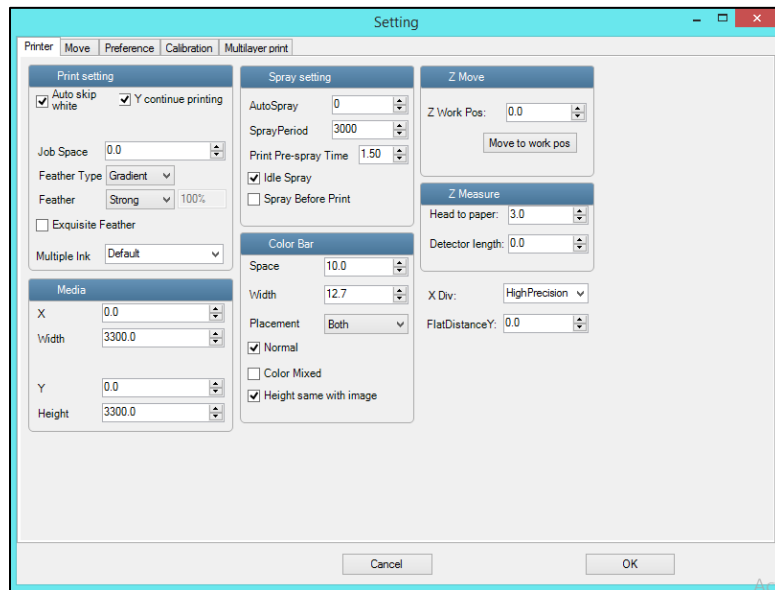 Setting
Printer Move Preference Calibration Multilayer print
Print setting
Auto skip white
Y continue printing
Job Space 0.0
Feather Type Gradient
Feather Strong 100%
Exquisite Feather
Multiple Ink Default
Media
X 0.0
Width 3300.0
Y 0.0
Height 3300.0
Spray setting
AutoSpray 0
SprayPeriod 3000
Print Pre-spray Time 1.50
Idle Spray
Spray Before Print
Color Bar
Space 10.0
Width 12.7
Placement Both
Normal
Color Mixed
Height same with image
Z Move
Z Work Pos: 0.0
Move to work pos
Z Measure
Head to paper: 3.0
Detector length: 0.0
X Div: HighPrecision
FlatDistanceY: 0.0
Cancel OK